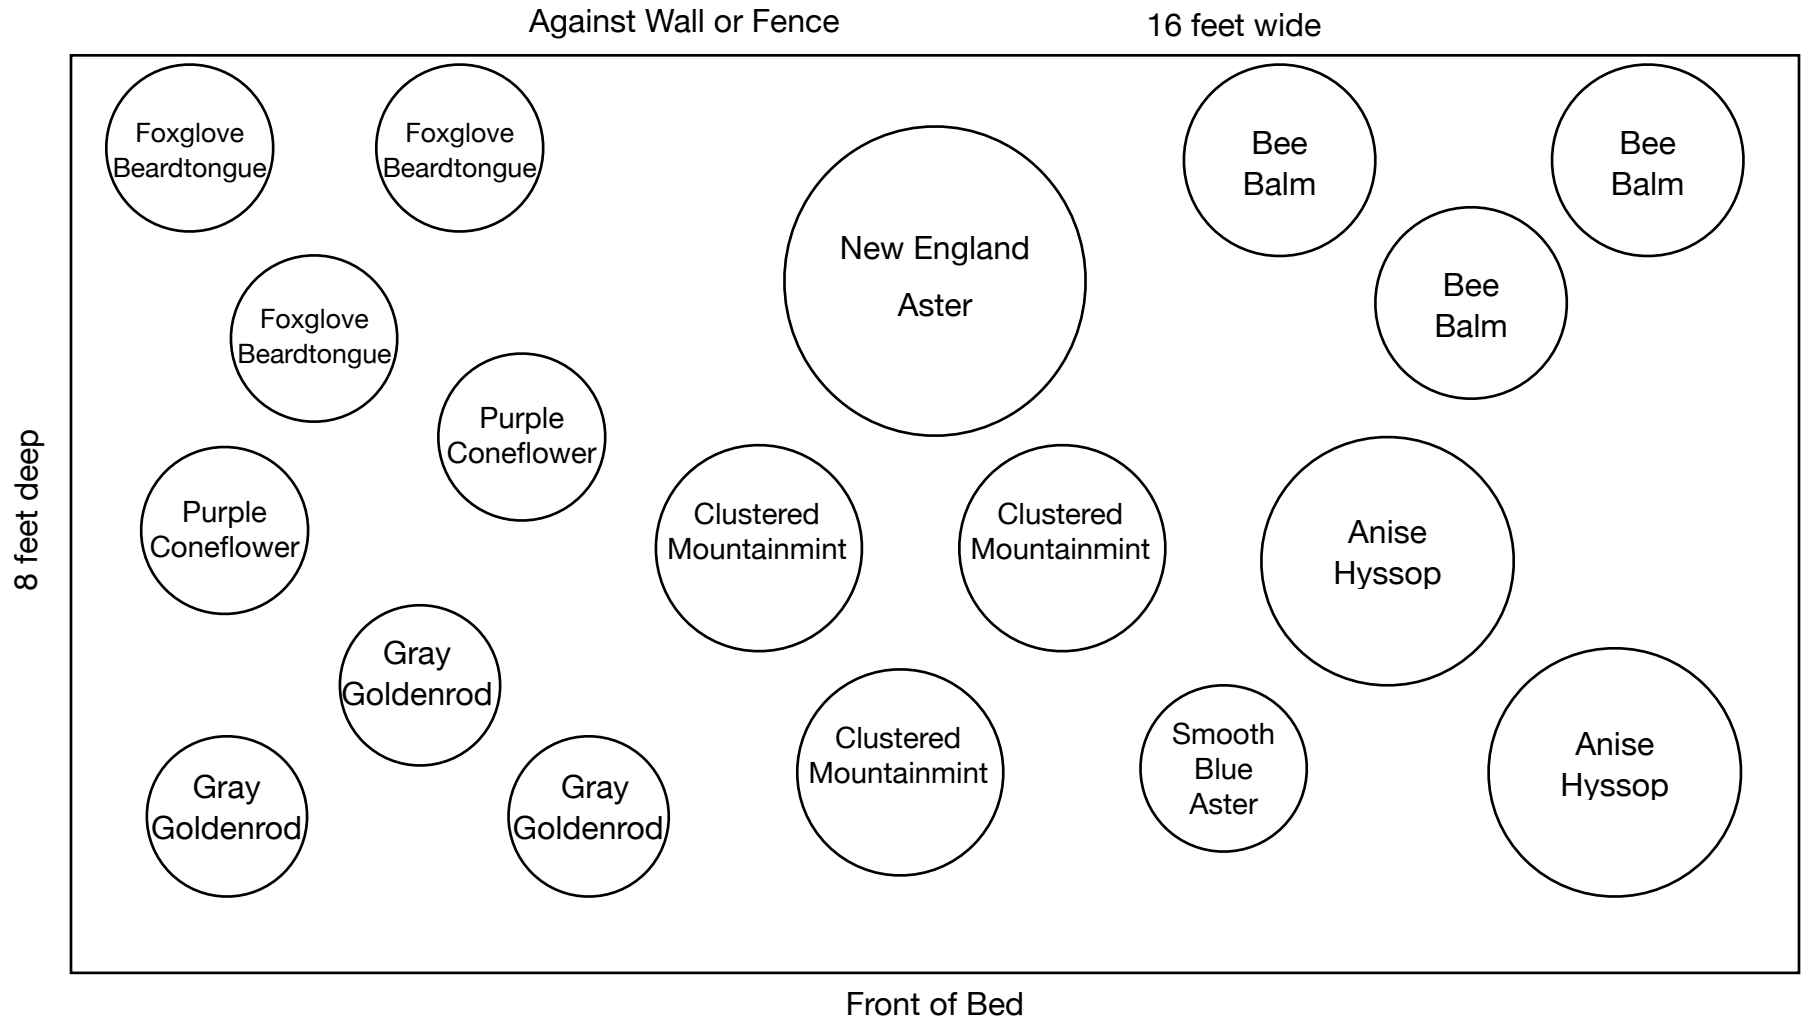 Against Wall or Fence
16 feet wide
Foxglove
Beardtongue
Foxglove
Beardtongue
New England
Aster
Bee
Balm
Bee
Balm
Foxglove
Beardtongue
Bee
Balm
Purple
Coneflower
Purple
Coneflower
Clustered
Mountainmint
Clustered
Mountainmint
Anise
Hyssop
8 feet deep
Gray
Goldenrod
Gray
Goldenrod
Gray
Goldenrod
Clustered
Mountainmint
Smooth
Blue
Aster
Anise
Hyssop
Front of Bed